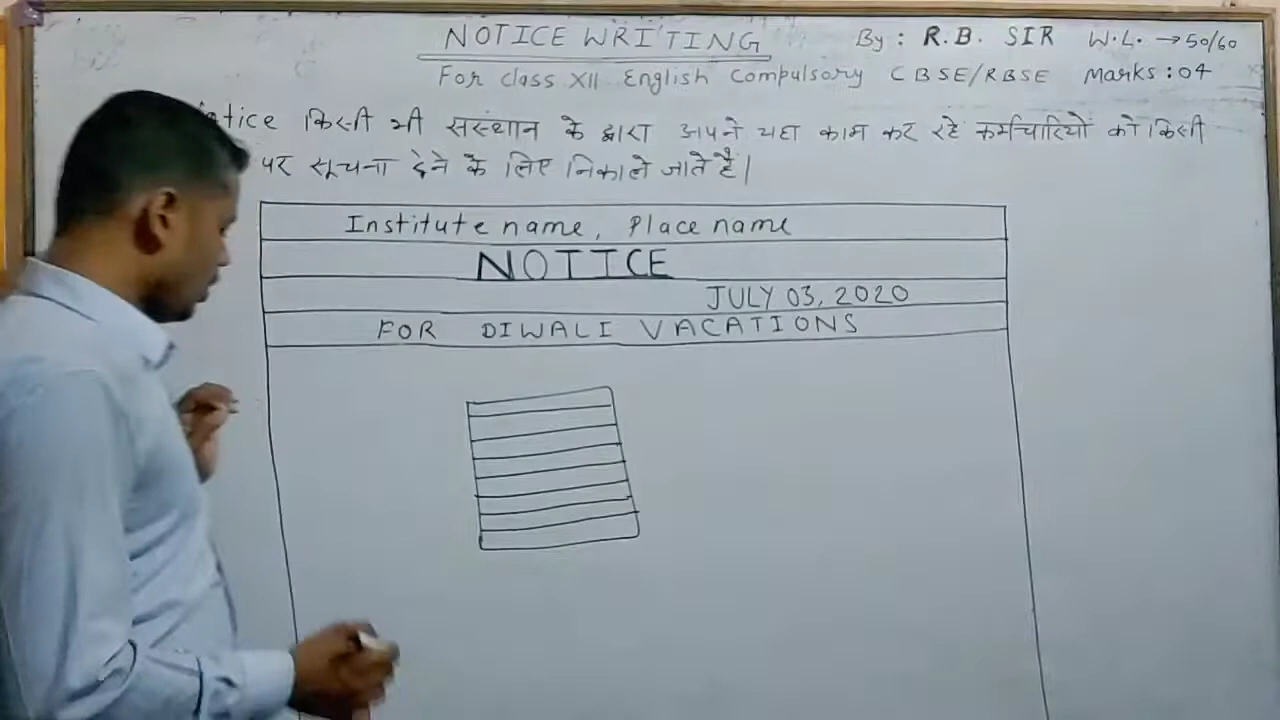 NOTICE WRITING By : R.B. SIR W.L. → 50/60
For class XII English Compulsory CBSE/RBSE Marks : 04
tice किसी भी संस्थान के द्वारा अपने यहा काम कर रहे कर्मचारियों को किसी
पर सूचना देने के लिए निकाले जाते है।
Institute name, Place name
NOTICE
JULY 03, 2020
FOR DIWALI VACATIONS